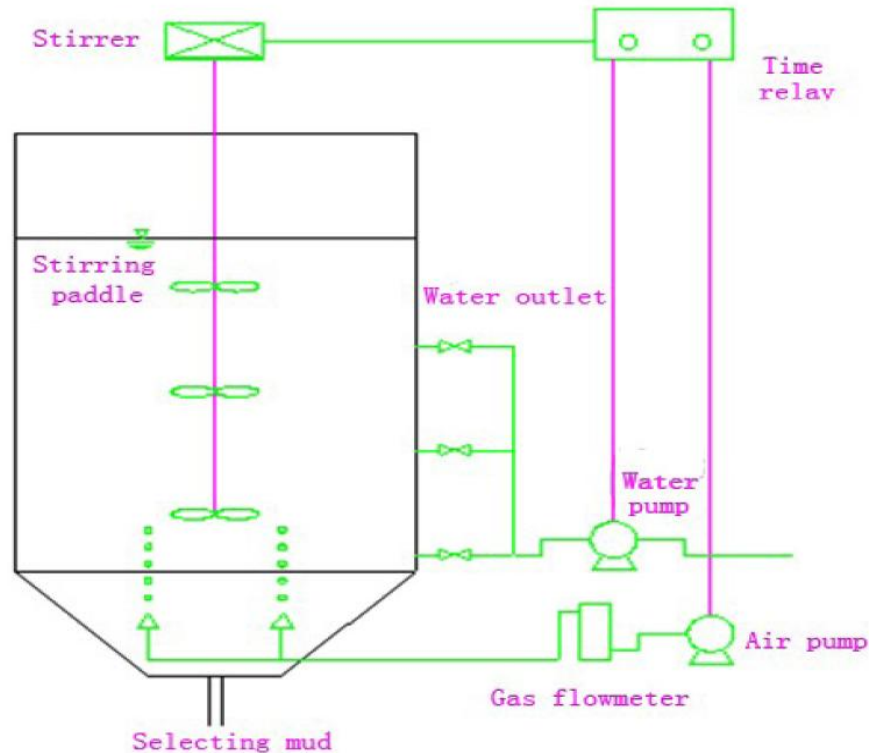 Stirrer
Time
relav
Stirring
paddle
Water outlet
Water
pump
Air pump
Gas flowmeter
Selecting mud